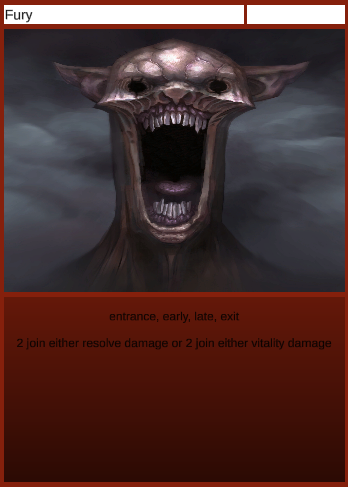 Fury
entrance, early, late, exit
2 join either resolve damage or 2 join either vitality damage